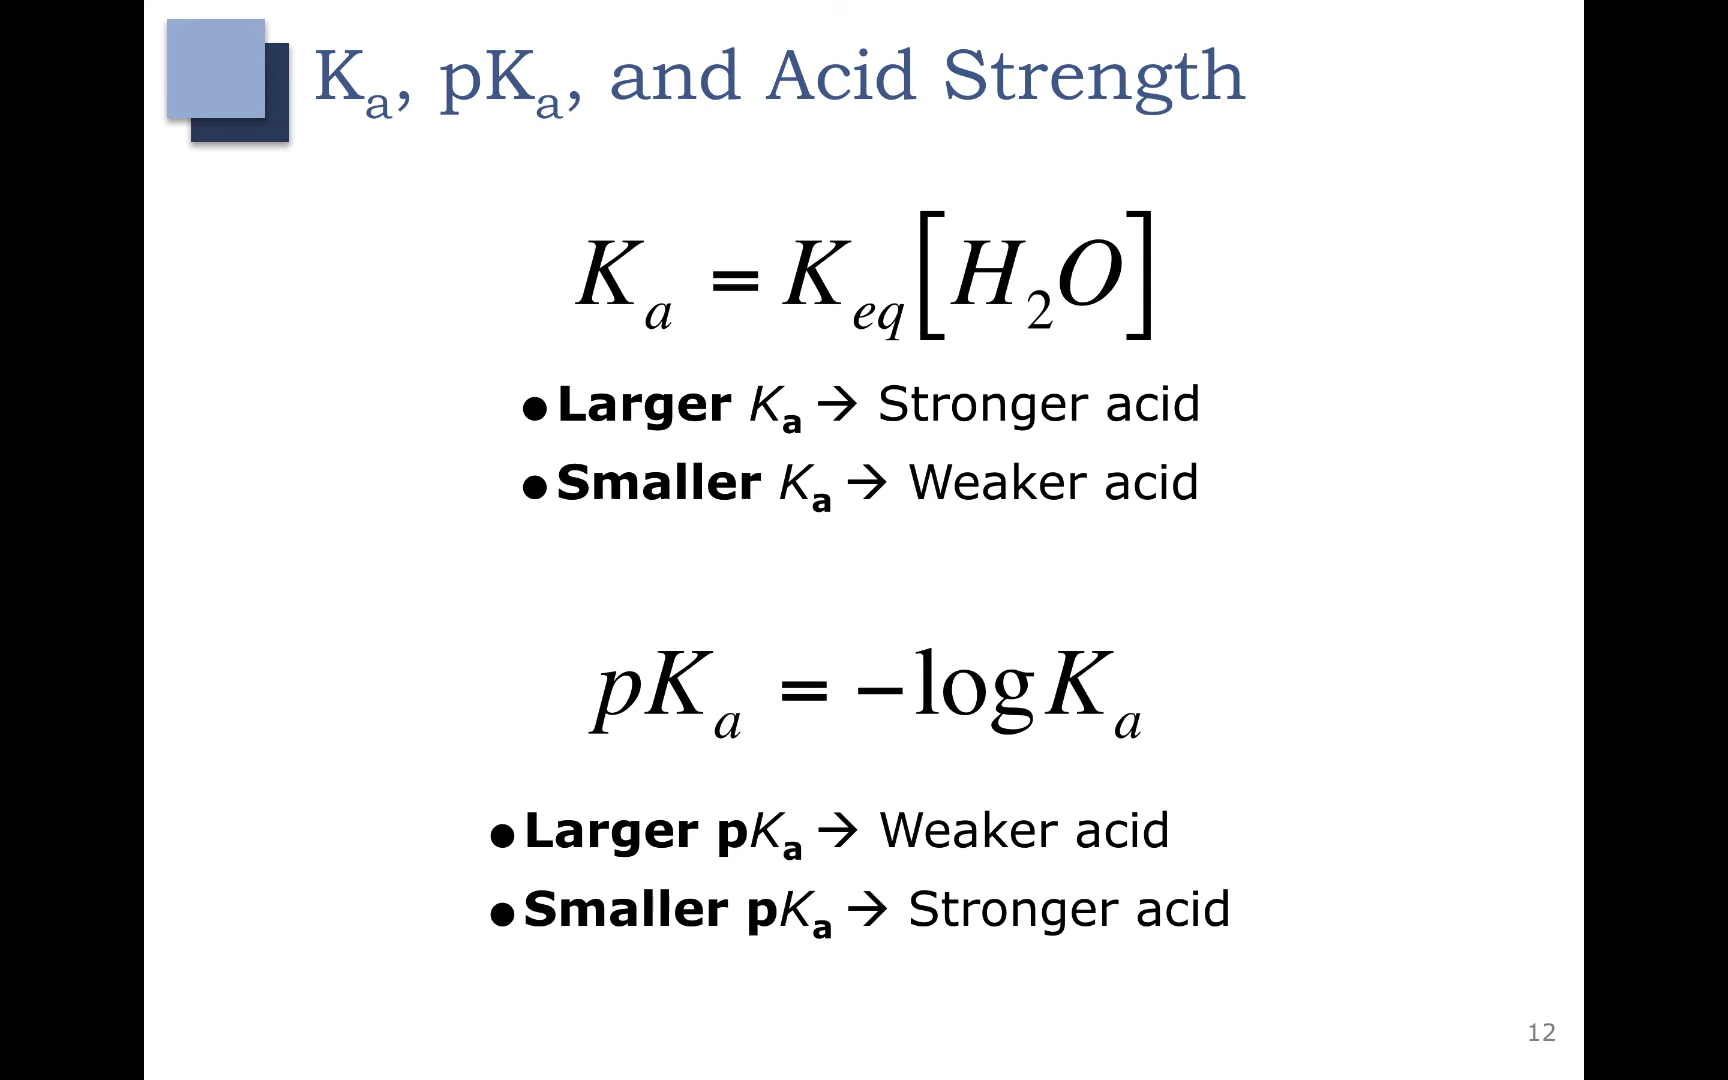 Kₐ, pKₐ, and Acid Strength
Kₐ = K_eq[H₂O]
●Larger Kₐ → Stronger acid
●Smaller Kₐ → Weaker acid
pKₐ = −log Kₐ
●Larger pKₐ → Weaker acid
●Smaller pKₐ → Stronger acid
12